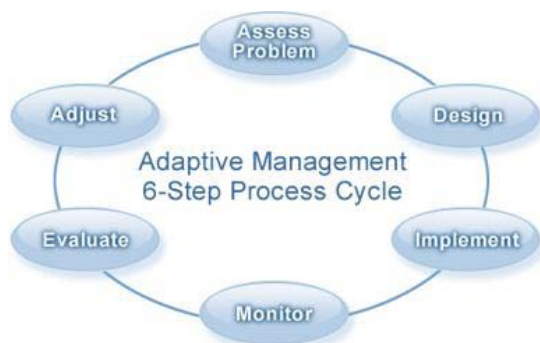 Assess
Problem
Design
Implement
Monitor
Evaluate
Adjust
Adaptive Management
6-Step Process Cycle